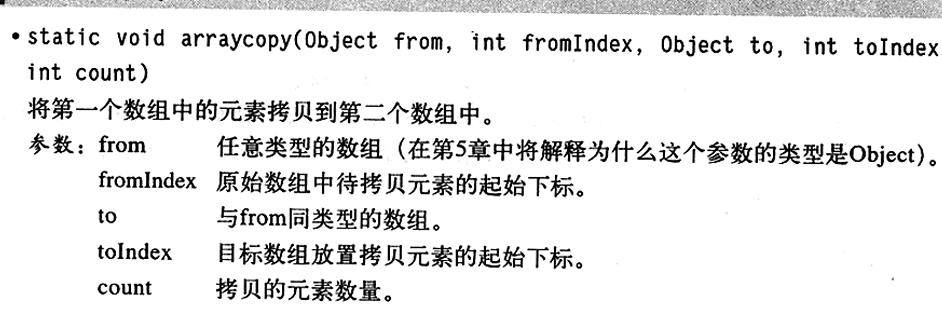 • static void arraycopy(Object from, int fromIndex, Object to, int toIndex
int count)
将第一个数组中的元素拷贝到第二个数组中。
参数：from 任意类型的数组（在第5章中将解释为什么这个参数的类型是Object）。
fromIndex 原始数组中待拷贝元素的起始下标。
to 与from同类型的数组。
toIndex 目标数组放置拷贝元素的起始下标。
count 拷贝的元素数量。